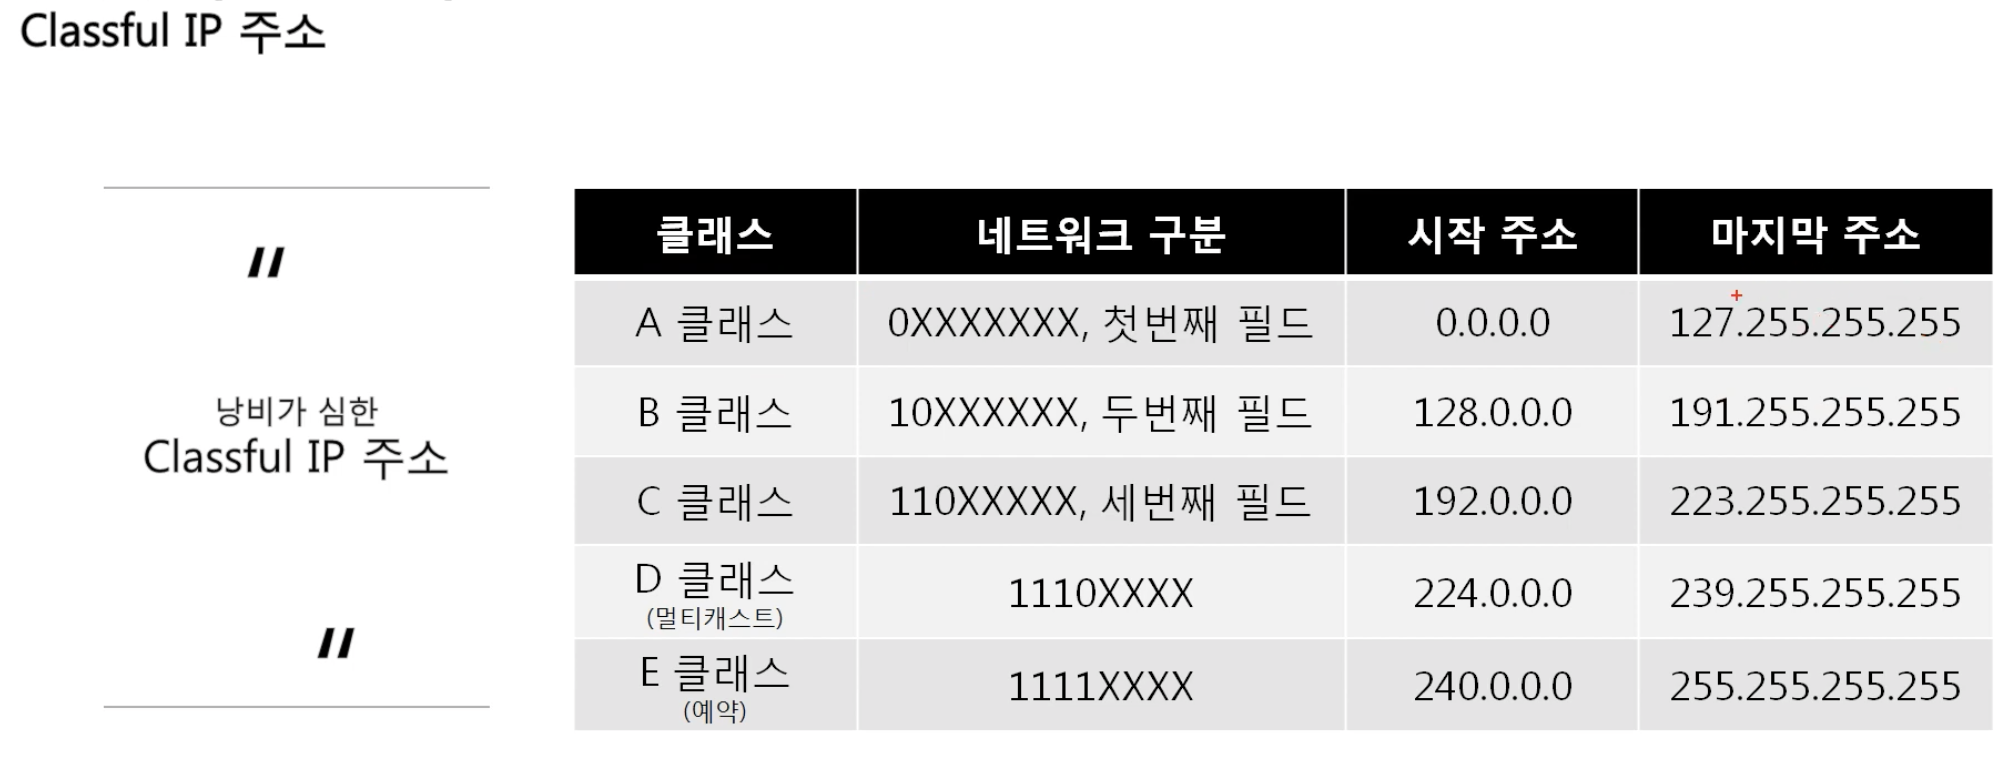 Classful IP 주소
"
낭비가 심한
Classful IP 주소
"
클래스 네트워크 구분 시작 주소 마지막 주소
A 클래스 0XXXXXXX, 첫번째 필드 0.0.0.0 127.255.255.255
B 클래스 10XXXXXX, 두번째 필드 128.0.0.0 191.255.255.255
C 클래스 110XXXXX, 세번째 필드 192.0.0.0 223.255.255.255
D 클래스 1110XXXX 224.0.0.0 239.255.255.255
(멀티캐스트)
E 클래스 1111XXXX 240.0.0.0 255.255.255.255
(예약)